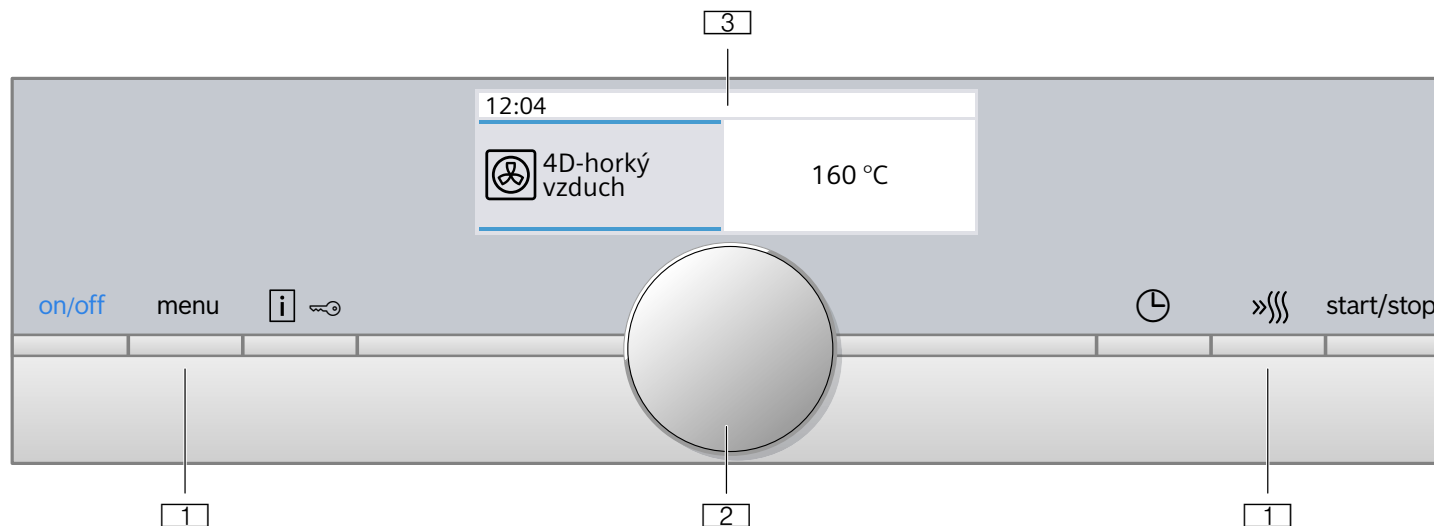 3
12:04
4D-horký
vzduch
160 °C
on/off menu i start/stop
1 2 1